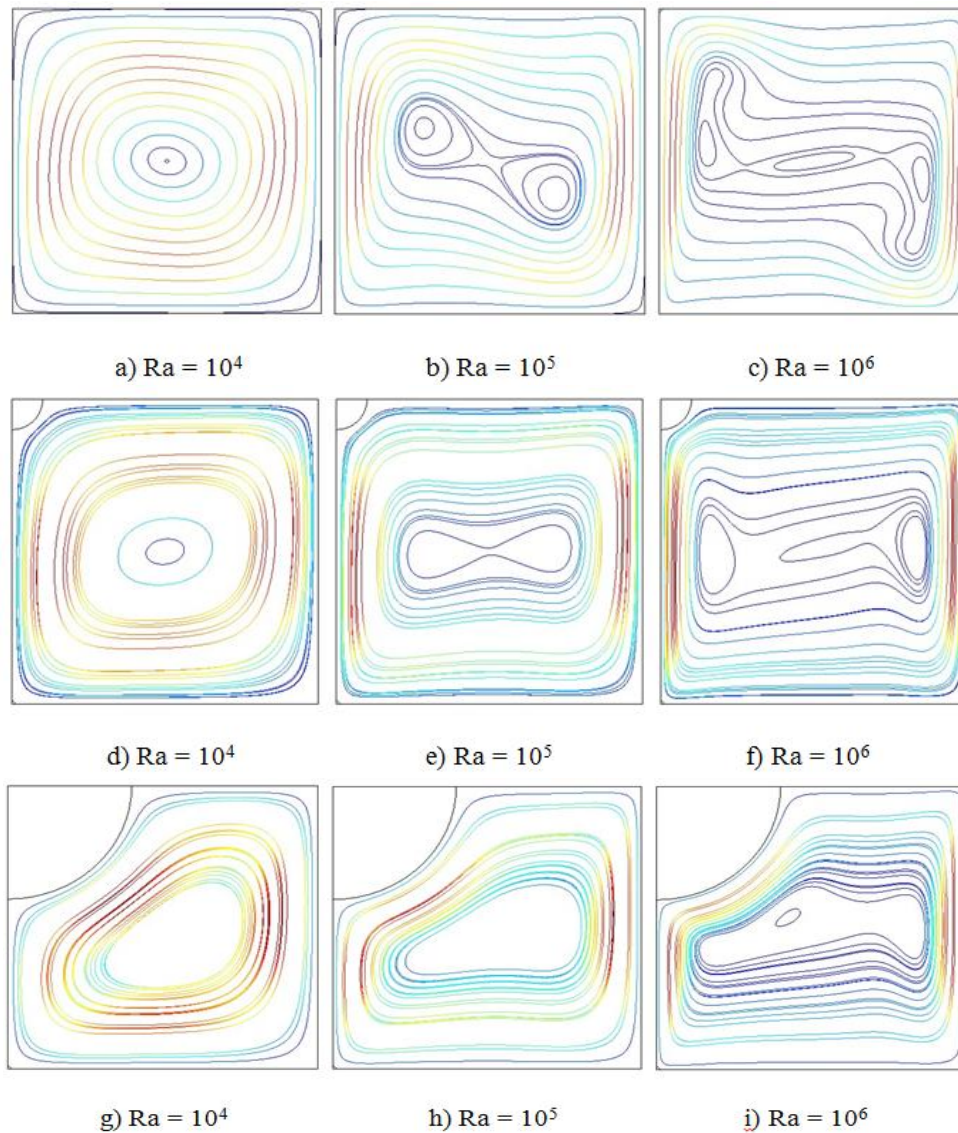 a) Ra = 10⁴ b) Ra = 10⁵ c) Ra = 10⁶
d) Ra = 10⁴ e) Ra = 10⁵ f) Ra = 10⁶
g) Ra = 10⁴ h) Ra = 10⁵ i) Ra = 10⁶